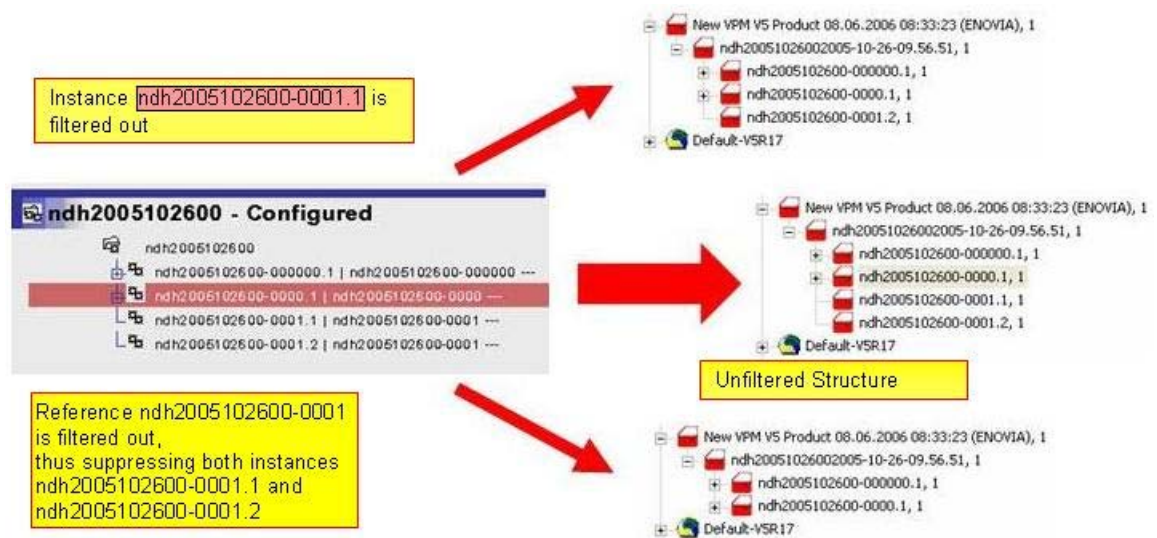 New VPM V5 Product 08.06.2006 08:33:23 (ENOVIA), 1
ndh20051026002005-10-26-09.56.51, 1
ndh2005102600-000000.1, 1
ndh2005102600-0000.1, 1
ndh2005102600-0001.2, 1
Default-V5R17
Instance ndh2005102600-0001.1 is
filtered out
ndh2005102600 - Configured
ndh2005102600
ndh2005102600-000000.1 | ndh2005102600-000000 ---
ndh2005102600-0000.1 | ndh2005102600-0000 ---
ndh2005102600-0001.1 | ndh2005102600-0001 ---
ndh2005102600-0001.2 | ndh2005102600-0001 ---
New VPM V5 Product 08.06.2006 08:33:23 (ENOVIA), 1
ndh20051026002005-10-26-09.56.51, 1
ndh2005102600-000000.1, 1
ndh2005102600-0000.1, 1
ndh2005102600-0001.1, 1
ndh2005102600-0001.2, 1
Default-V5R17
Unfiltered Structure
Reference ndh2005102600-0001
is filtered out,
thus suppressing both instances
ndh2005102600-0001.1 and
ndh2005102600-0001.2
New VPM V5 Product 08.06.2006 08:33:23 (ENOVIA), 1
ndh20051026002005-10-26-09.56.51, 1
ndh2005102600-000000.1, 1
ndh2005102600-0000.1, 1
Default-V5R17